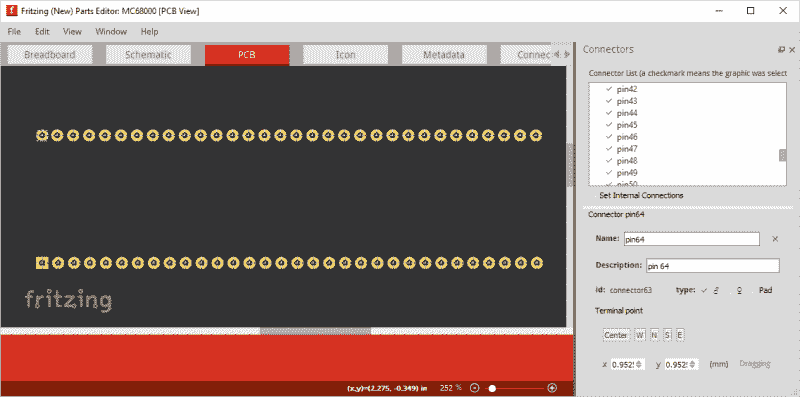 Fritzing (New) Parts Editor: MC68000 [PCB View]
File Edit View Window Help
Breadboard Schematic PCB Icon Metadata Connec
Connectors
Connector List (a checkmark means the graphic was select
pin42
pin43
pin44
pin45
pin46
pin47
pin48
pin49
pin50
Set Internal Connections
Connector pin64
Name: pin64
Description: pin 64
id: connector63 type: Pad
Terminal point
Center W N S E
x 0.952 y 0.952 (mm) Dragging
fritzing
(x,y)=(2.275, -0.349) in 252 %